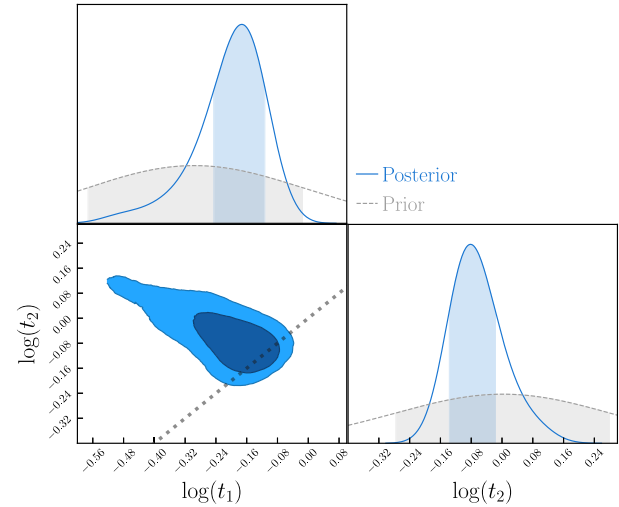 Posterior
Prior
0.24
0.16
0.08
0.00
−0.08
−0.16
−0.24
−0.32
log(t₂)
−0.56 −0.48 −0.40 −0.32 −0.24 −0.16 −0.08 0.00 0.08
−0.32 −0.24 −0.16 −0.08 0.00 0.08 0.16 0.24
log(t₁)
log(t₂)